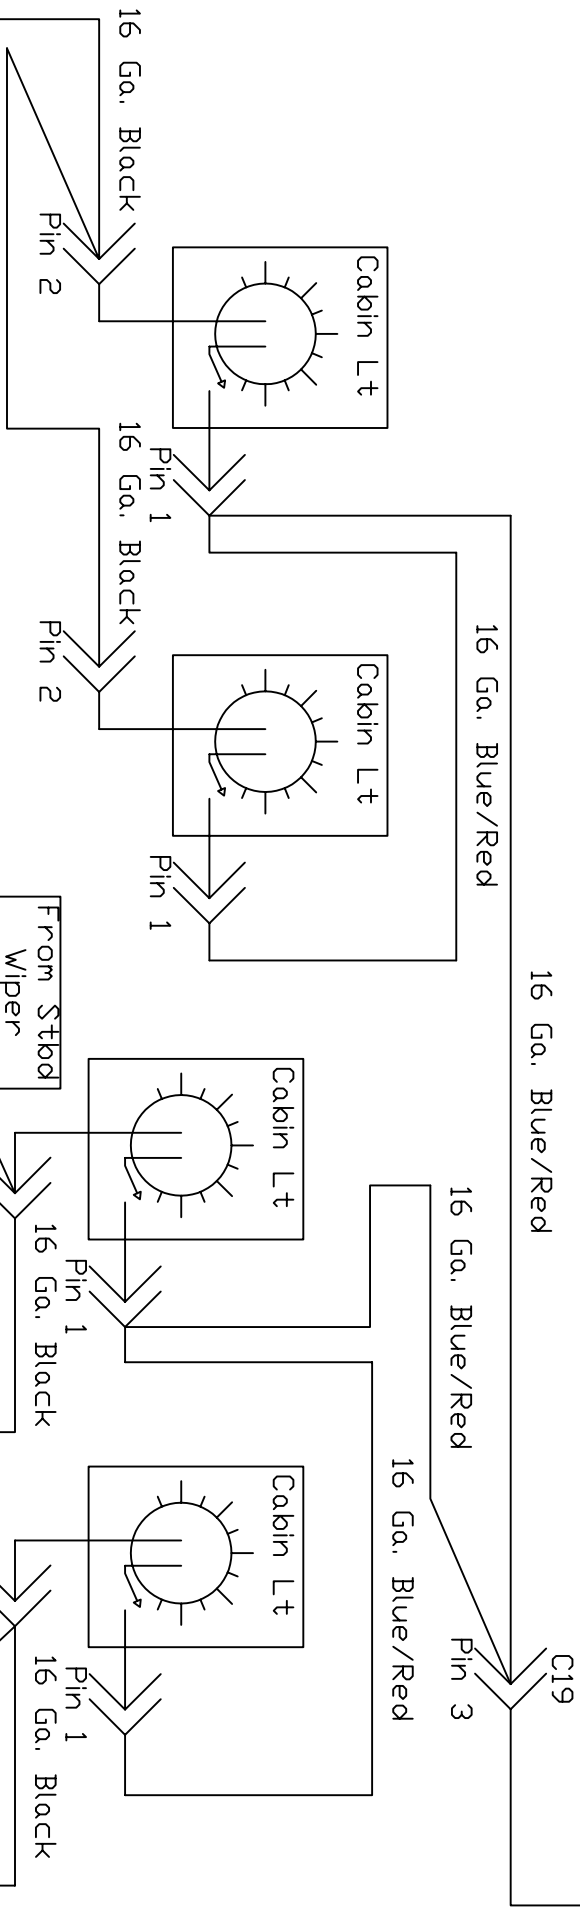 16 Ga. Black
Pin 2
Cabin Lt
Pin 1
16 Ga. Black
Pin 2
Cabin Lt
Pin 1
16 Ga. Blue/Red
16 Ga. Blue/Red
From Stbd
Wiper
Cabin Lt
Pin 1
16 Ga. Black
16 Ga. Blue/Red
Cabin Lt
Pin 1
16 Ga. Black
16 Ga. Blue/Red
C19
Pin 3